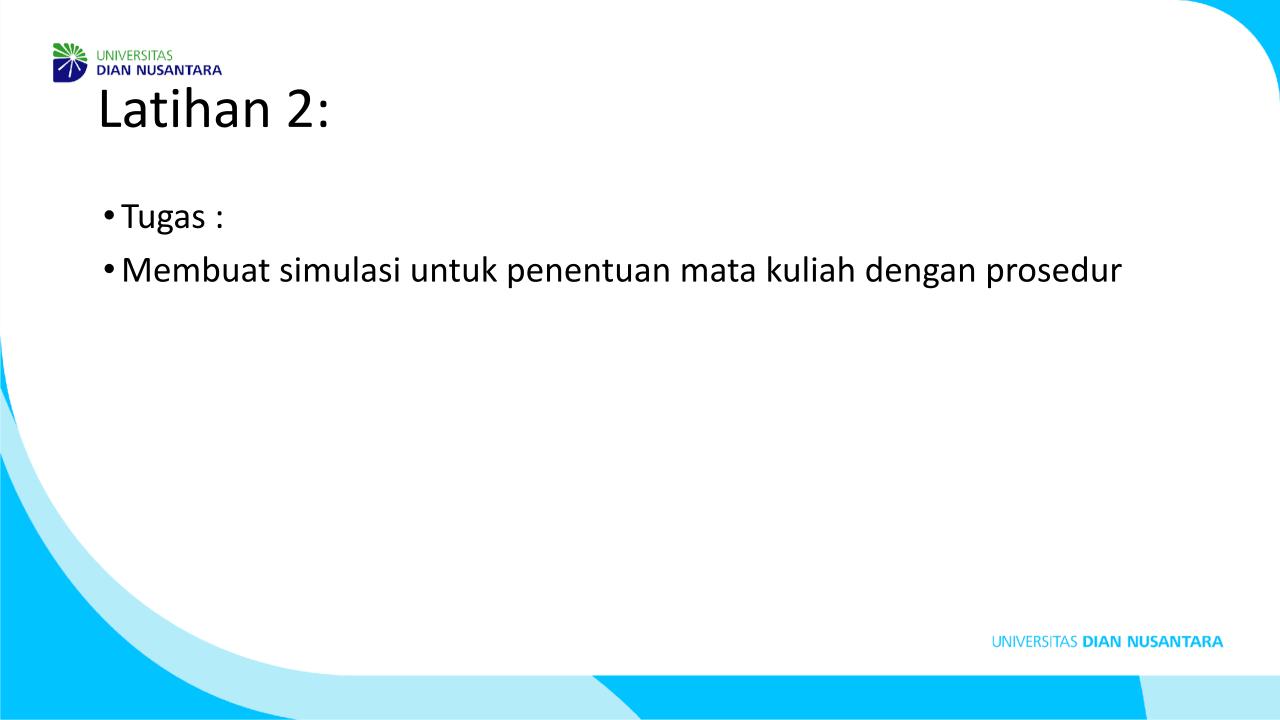 UNIVERSITAS
DIAN NUSANTARA
Latihan 2:
• Tugas :
• Membuat simulasi untuk penentuan mata kuliah dengan prosedur
UNIVERSITAS DIAN NUSANTARA